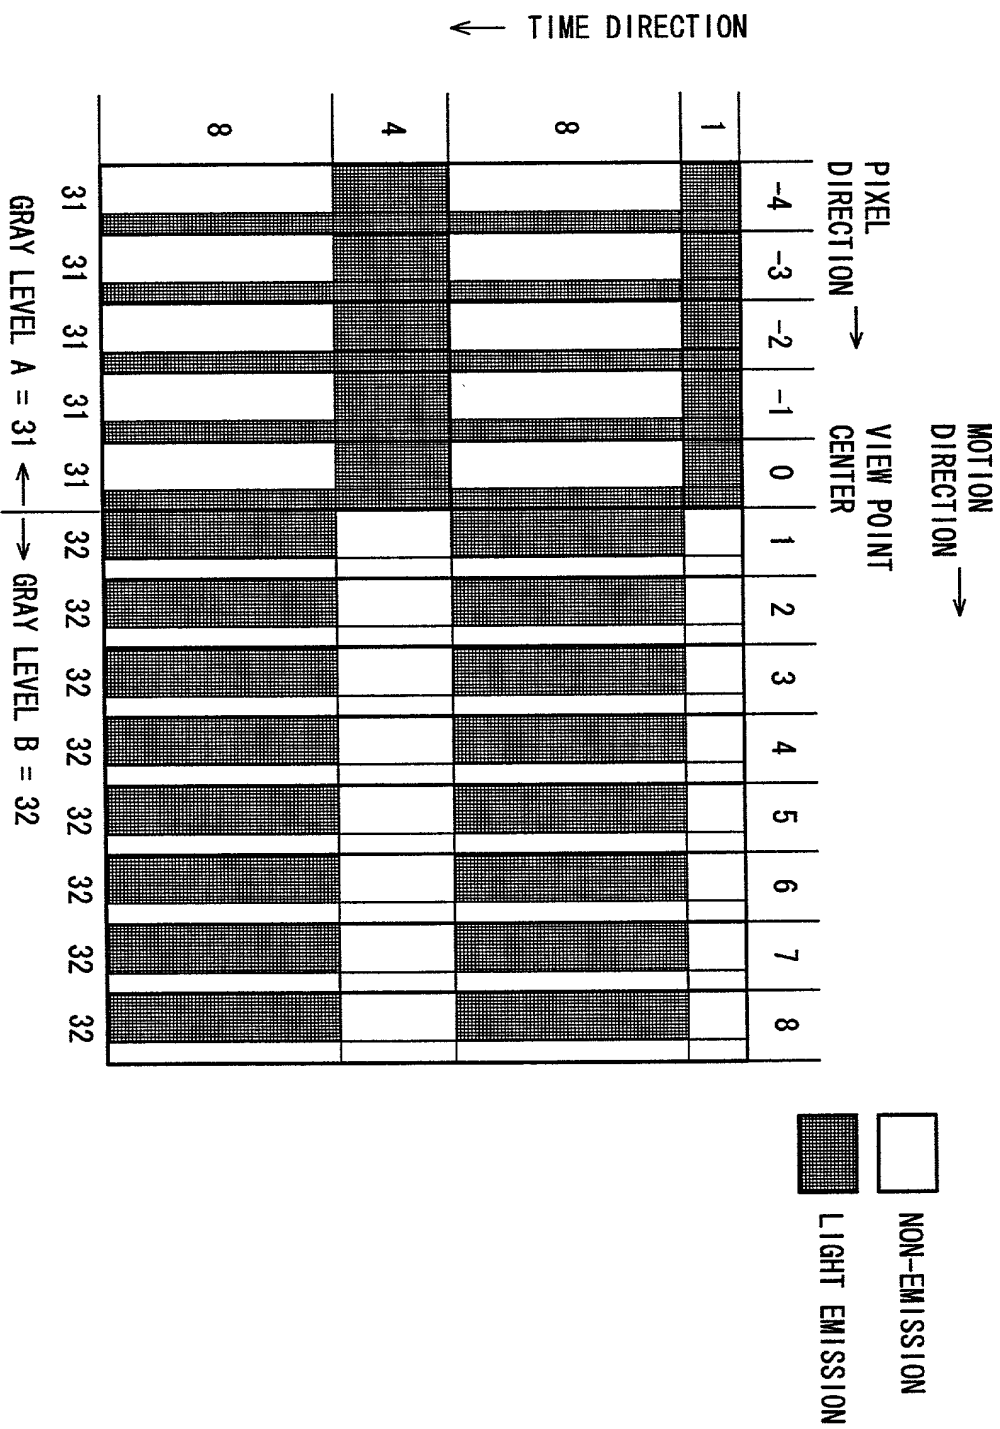 MOTION
DIRECTION →
PIXEL
DIRECTION →
VIEW POINT
CENTER
-4 -3 -2 -1 0 1 2 3 4 5 6 7 8
1
8
4
8
← TIME DIRECTION
31 31 31 31 31 32 32 32 32 32 32 32 32
GRAY LEVEL A = 31 ← → GRAY LEVEL B = 32
NON-EMISSION
LIGHT EMISSION